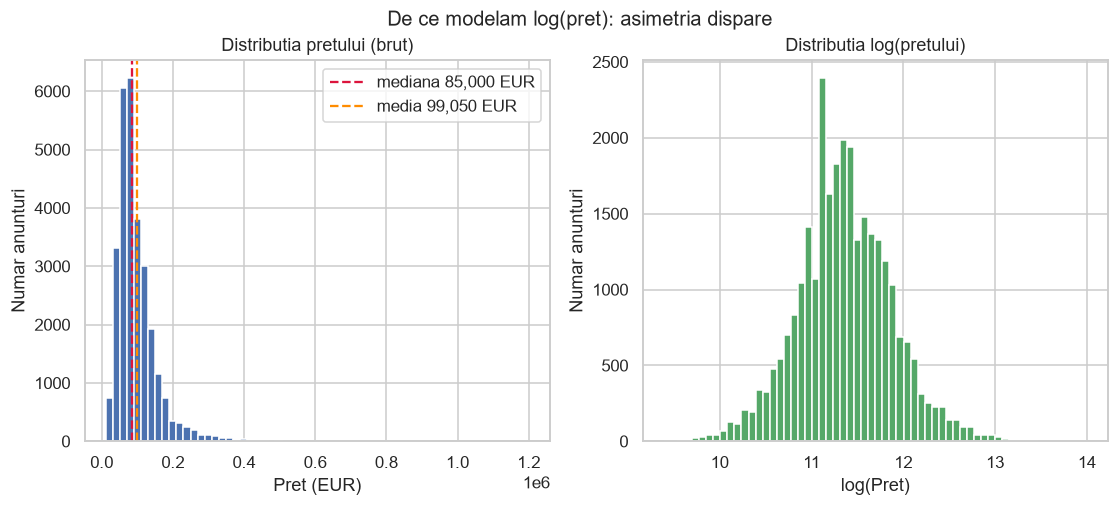 De ce modelam log(pret): asimetria dispare
Distributia pretului (brut)
mediana 85,000 EUR
media 99,050 EUR
Numar anunturi
6000
5000
4000
3000
2000
1000
0
0.0 0.2 0.4 0.6 0.8 1.0 1.2
1e6
Pret (EUR)
Distributia log(pretului)
Numar anunturi
2500
2000
1500
1000
500
0
10 11 12 13 14
log(Pret)